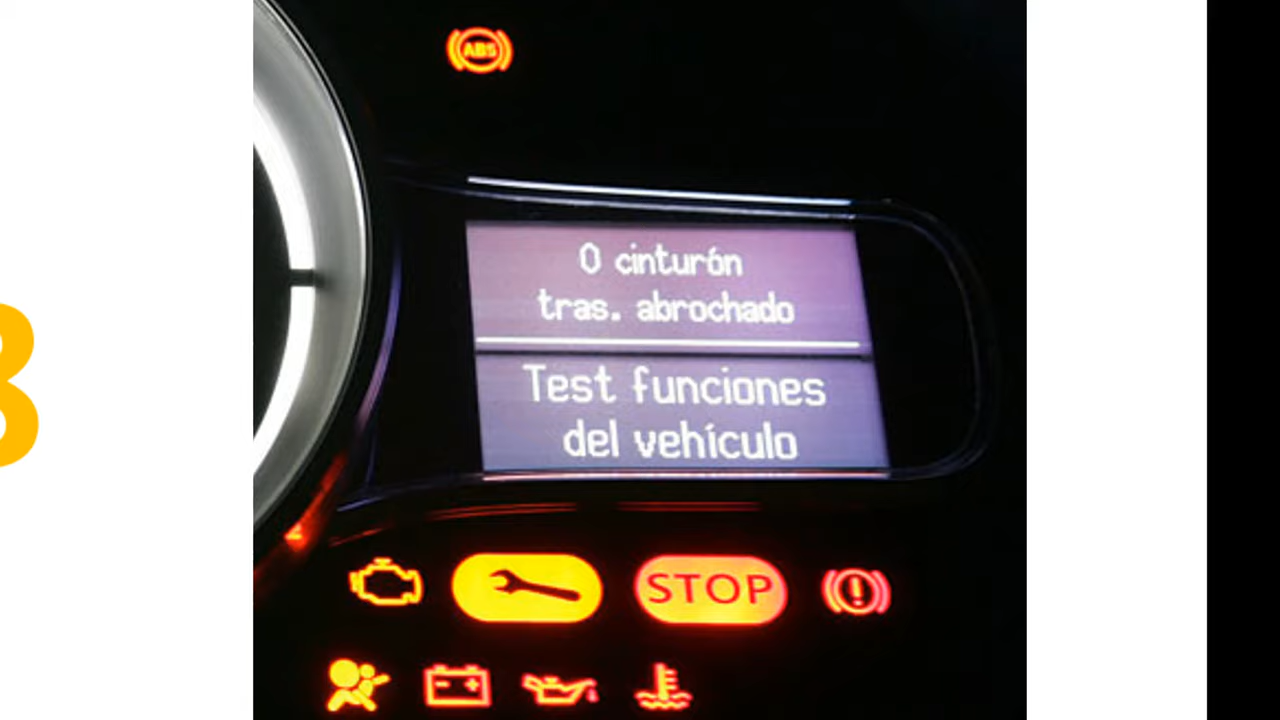 ABS
0 cinturón
tras. abrochado
Test funciones
del vehículo
STOP